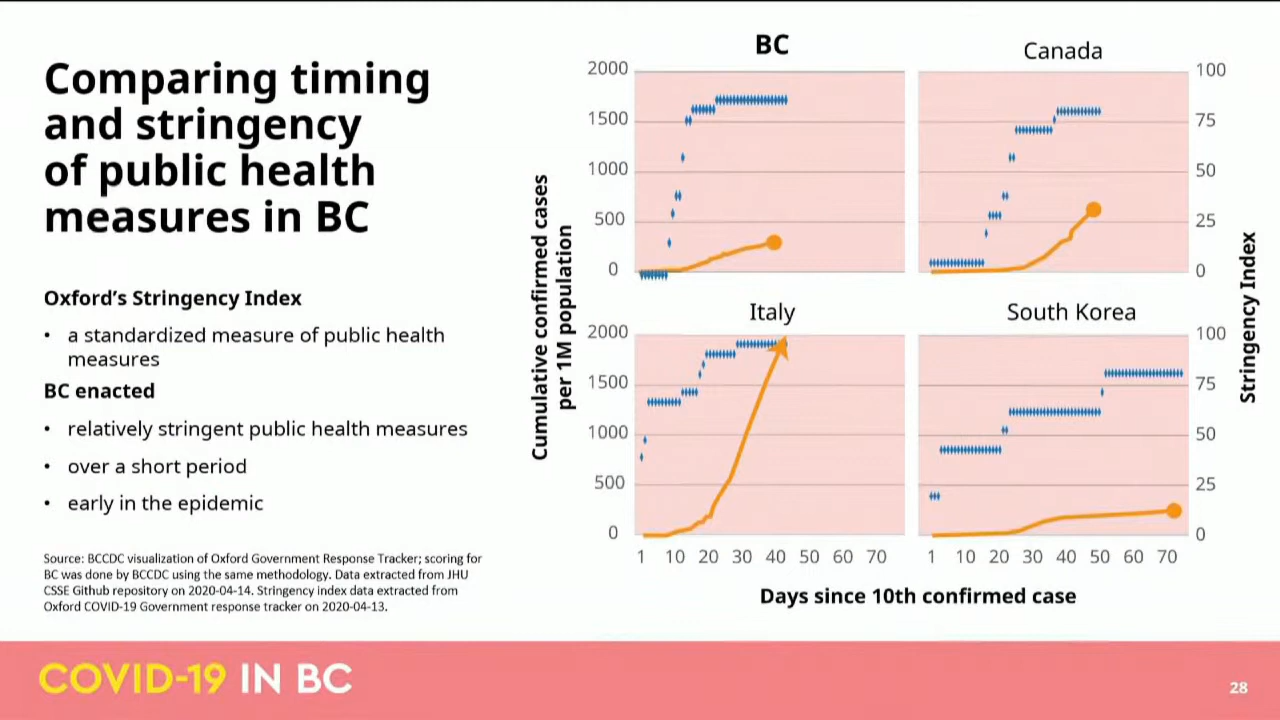 Comparing timing
and stringency
of public health
measures in BC
Oxford’s Stringency Index
• a standardized measure of public health
measures
BC enacted
• relatively stringent public health measures
• over a short period
• early in the epidemic
Source: BCCDC visualization of Oxford Government Response Tracker; scoring for
BC was done by BCCDC using the same methodology. Data extracted from JHU
CSSE Github repository on 2020-04-14. Stringency index data extracted from
Oxford COVID-19 Government response tracker on 2020-04-13.
Cumulative confirmed cases
per 1M population
BC
Canada
2000
1500
1000
500
0
100
75
50
25
0
Italy
South Korea
2000
1500
1000
500
0
100
75
50
25
0
1 10 20 30 40 50 60 70
1 10 20 30 40 50 60 70
Stringency Index
Days since 10th confirmed case
COVID-19 IN BC
28